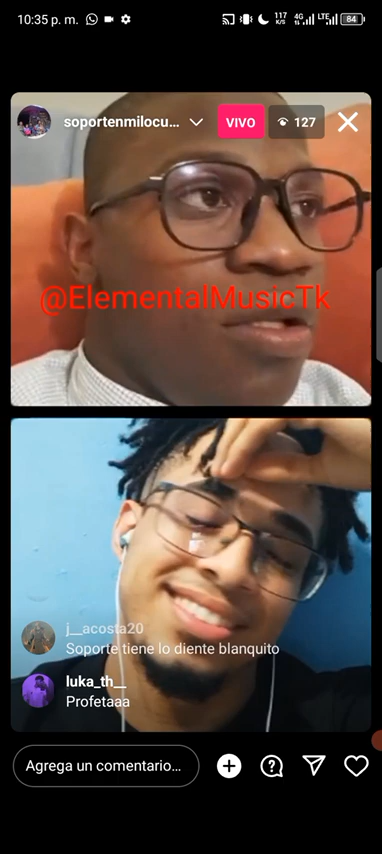 10:35 p. m.
117
K/S
4G
LTE
84
soportenmilocu...
VIVO
127
@ElementalMusicTk
j__acosta20
Soporte tiene lo diente blanquito
luka_th__
Profetaaa
Agrega un comentario...